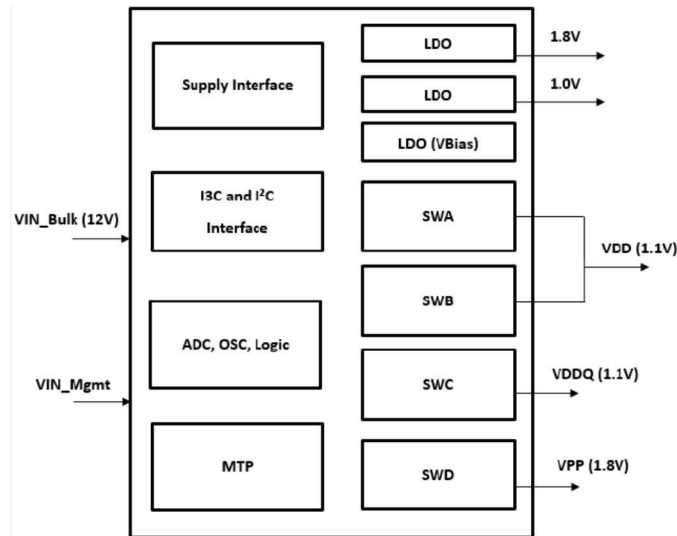 LDO
1.8V
Supply Interface
LDO
1.0V
LDO (VBias)
I3C and I²C
Interface
VIN_Bulk (12V)
SWA
VDD (1.1V)
SWB
ADC, OSC, Logic
VIN_Mgmt
SWC
VDDQ (1.1V)
MTP
SWD
VPP (1.8V)